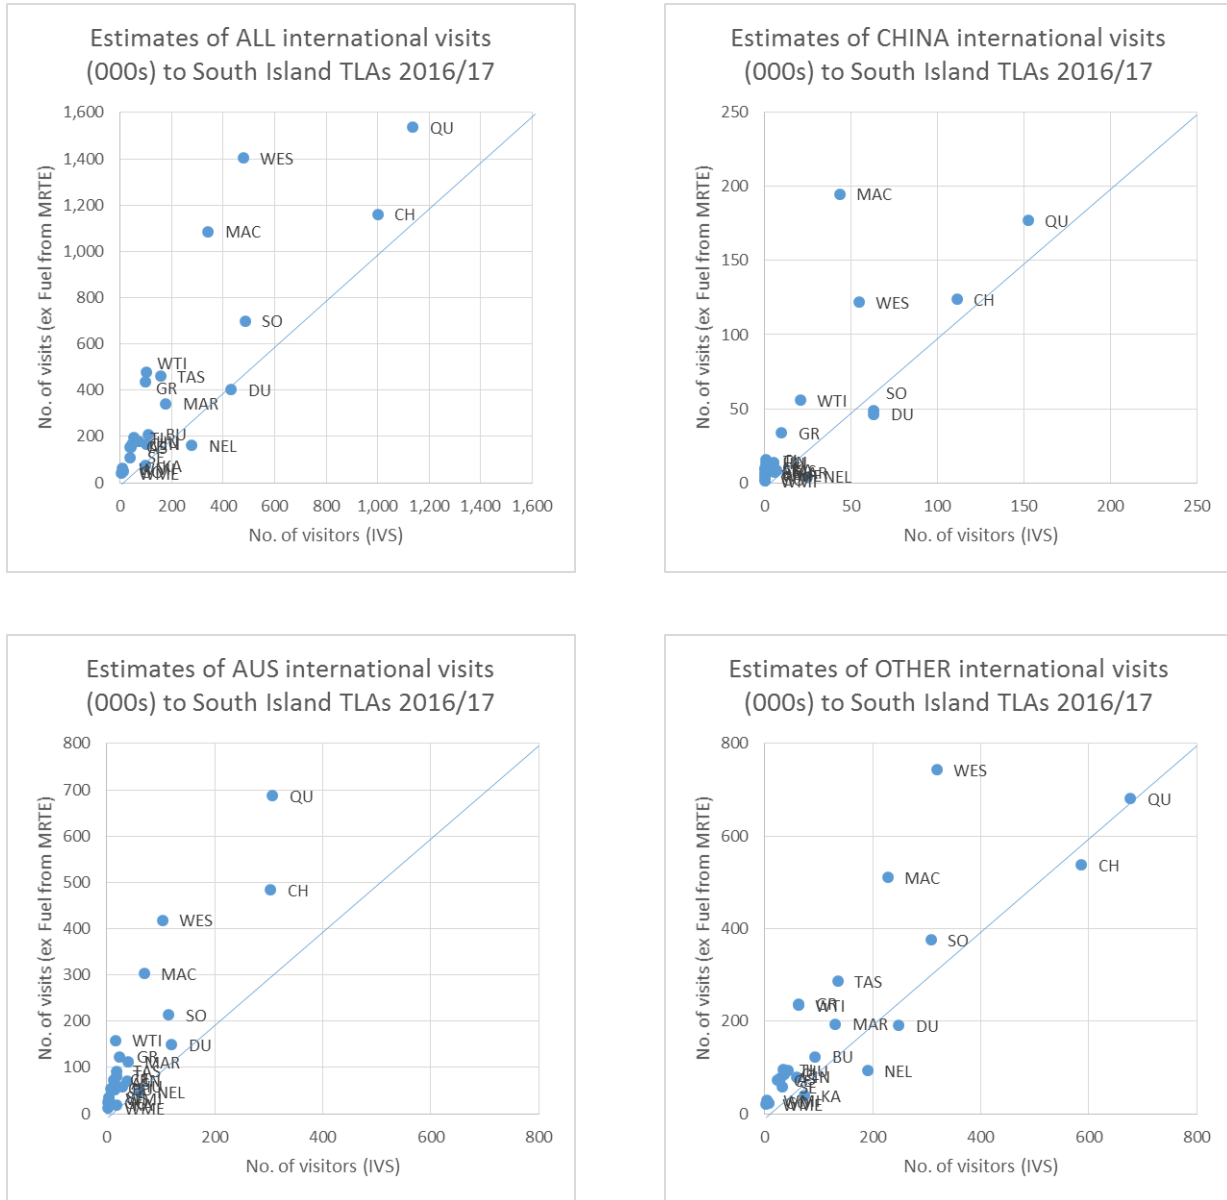 Estimates of ALL international visits
(000s) to South Island TLAs 2016/17
No. of visits (ex Fuel from MRTE)
1,600
1,400
1,200
1,000
800
600
400
200
0
QU
WES
CH
MAC
SO
WTI
TAS
GR
DU
MAR
BU
NEL
SE
KA
WME
0 200 400 600 800 1,000 1,200 1,400 1,600
No. of visitors (IVS)
Estimates of CHINA international visits
(000s) to South Island TLAs 2016/17
No. of visits (ex Fuel from MRTE)
250
200
150
100
50
0
MAC
QU
WES
CH
WTI
SO
DU
GR
NEL
0 50 100 150 200 250
No. of visitors (IVS)
Estimates of AUS international visits
(000s) to South Island TLAs 2016/17
No. of visits (ex Fuel from MRTE)
800
700
600
500
400
300
200
100
0
QU
CH
WES
MAC
SO
WTI
DU
GR
MAR
TAS
NEL
WME
0 200 400 600 800
No. of visitors (IVS)
Estimates of OTHER international visits
(000s) to South Island TLAs 2016/17
No. of visits (ex Fuel from MRTE)
800
600
400
200
0
WES
QU
CH
MAC
SO
TAS
GR
WTI
MAR
DU
BU
NEL
SE
KA
WME
0 200 400 600 800
No. of visitors (IVS)